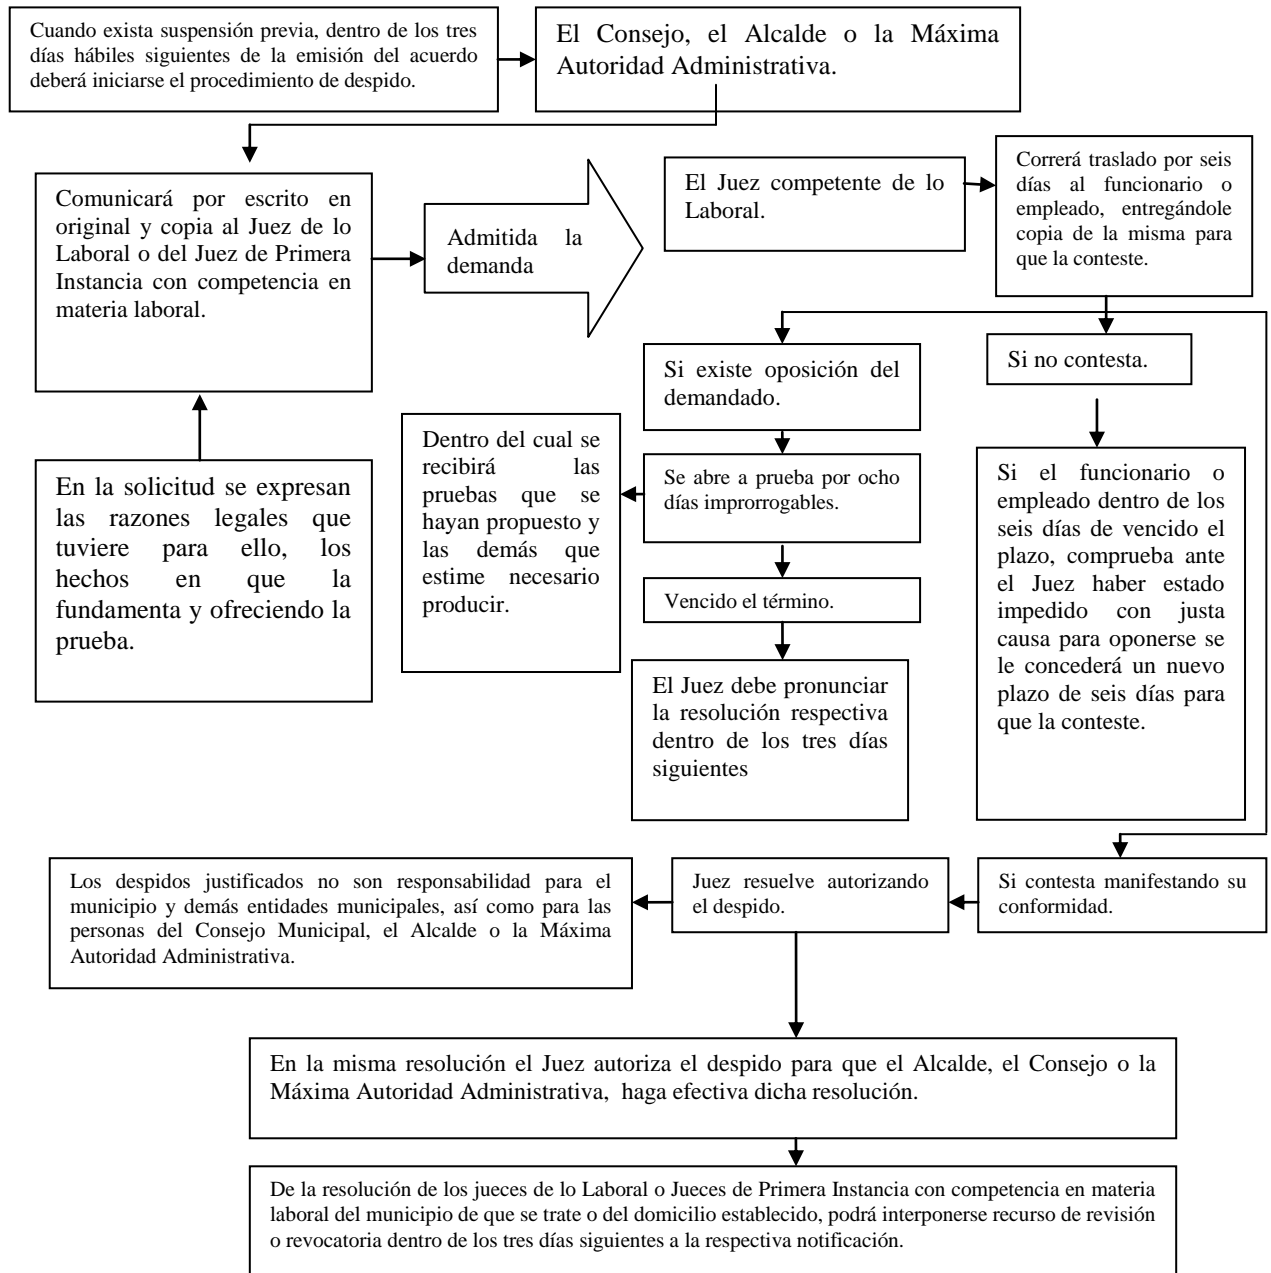 Cuando exista suspensión previa, dentro de los tres
días hábiles siguientes de la emisión del acuerdo
deberá iniciarse el procedimiento de despido.
El Consejo, el Alcalde o la Máxima
Autoridad Administrativa.
Comunicará por escrito en
original y copia al Juez de lo
Laboral o del Juez de Primera
Instancia con competencia en
materia laboral.
Admitida la
demanda
El Juez competente de lo
Laboral.
Correrá traslado por seis
días al funcionario o
empleado, entregándole
copia de la misma para
que la conteste.
Si existe oposición del
demandado.
Si no contesta.
En la solicitud se expresan
las razones legales que
tuviere para ello, los
hechos en que la
fundamenta y ofreciendo la
prueba.
Dentro del cual se
recibirá las
pruebas que se
hayan propuesto y
las demás que
estime necesario
producir.
Se abre a prueba por ocho
días improrrogables.
Vencido el término.
El Juez debe pronunciar
la resolución respectiva
dentro de los tres días
siguientes
Si el funcionario o
empleado dentro de los
seis días de vencido el
plazo, comprueba ante
el Juez haber estado
impedido con justa
causa para oponerse se
le concederá un nuevo
plazo de seis días para
que la conteste.
Los despidos justificados no son responsabilidad para el
municipio y demás entidades municipales, así como para las
personas del Consejo Municipal, el Alcalde o la Máxima
Autoridad Administrativa.
Juez resuelve autorizando
el despido.
Si contesta manifestando su
conformidad.
En la misma resolución el Juez autoriza el despido para que el Alcalde, el Consejo o la
Máxima Autoridad Administrativa, haga efectiva dicha resolución.
De la resolución de los jueces de lo Laboral o Jueces de Primera Instancia con competencia en materia
laboral del municipio de que se trate o del domicilio establecido, podrá interponerse recurso de revisión
o revocatoria dentro de los tres días siguientes a la respectiva notificación.